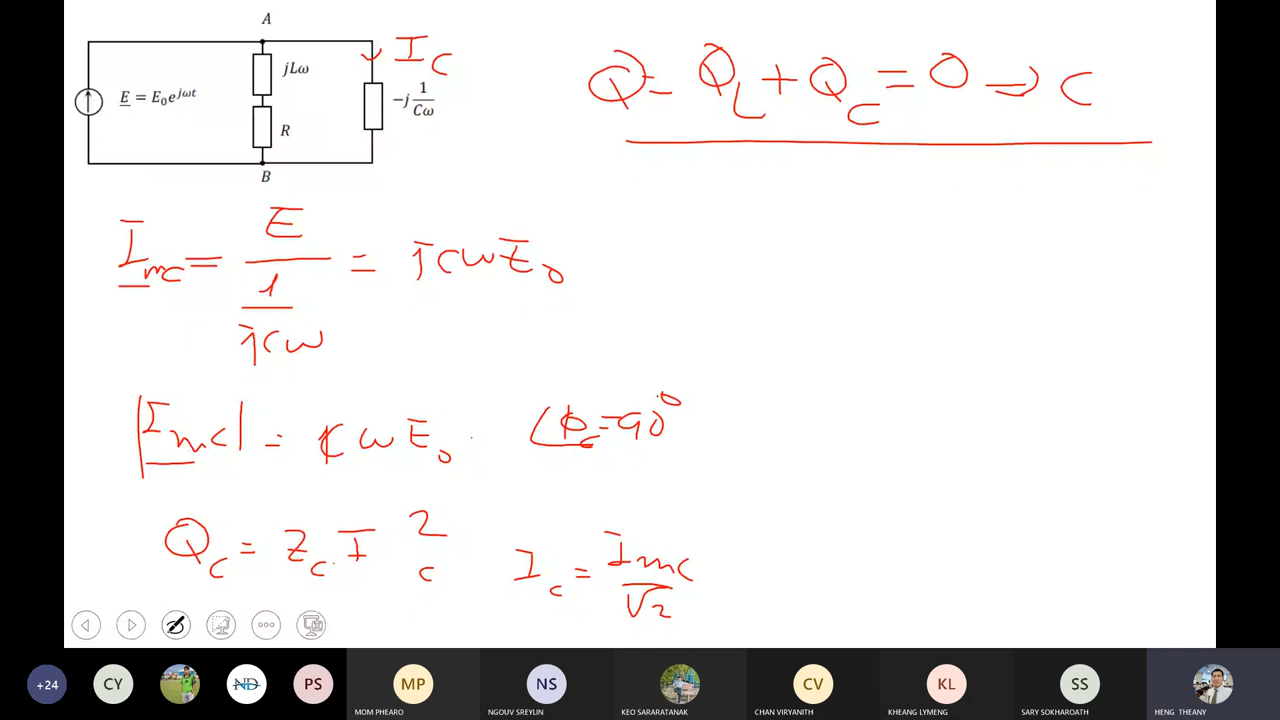 A
jLω
E = E₀e^{jωt}
R
−j 1/Cω
B
I_C
Q = Q_L + Q_C = 0 ⇒ C
I_mc = E / (1/jcω) = jcωE₀
|I_mc| = cωE₀ . ∠ϕ_c = 90°
Q_c = Z_c . I_c²
I_c = I_mc / √2
+24
CY
ND
PS
MP
MOM PHEARO
NS
NGOUV SREYLIN
KEO SARARATANAK
CV
CHAN VIRYANITH
KL
KHEANG LYMENG
SS
SARY SOKHAROATH
HENG THEANY